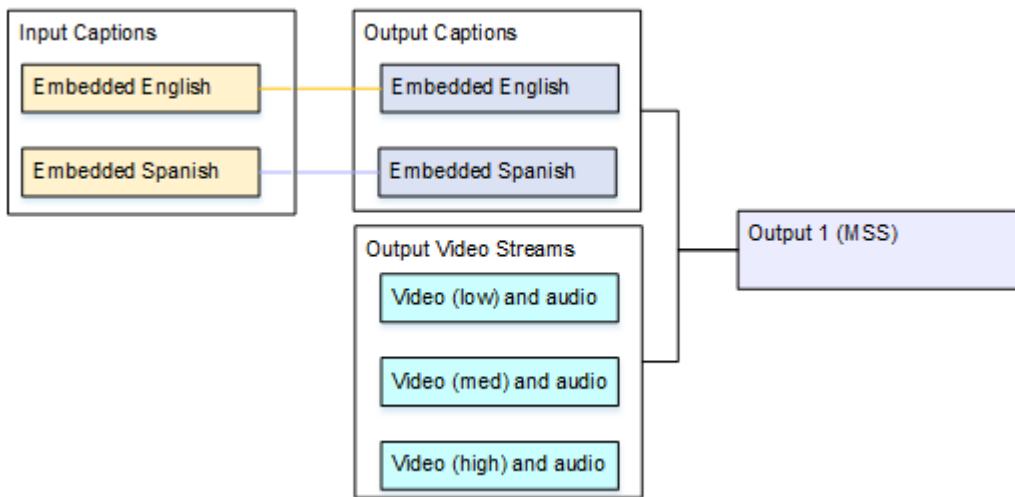 Input Captions
Embedded English
Embedded Spanish
Output Captions
Embedded English
Embedded Spanish
Output Video Streams
Video (low) and audio
Video (med) and audio
Video (high) and audio
Output 1 (MSS)